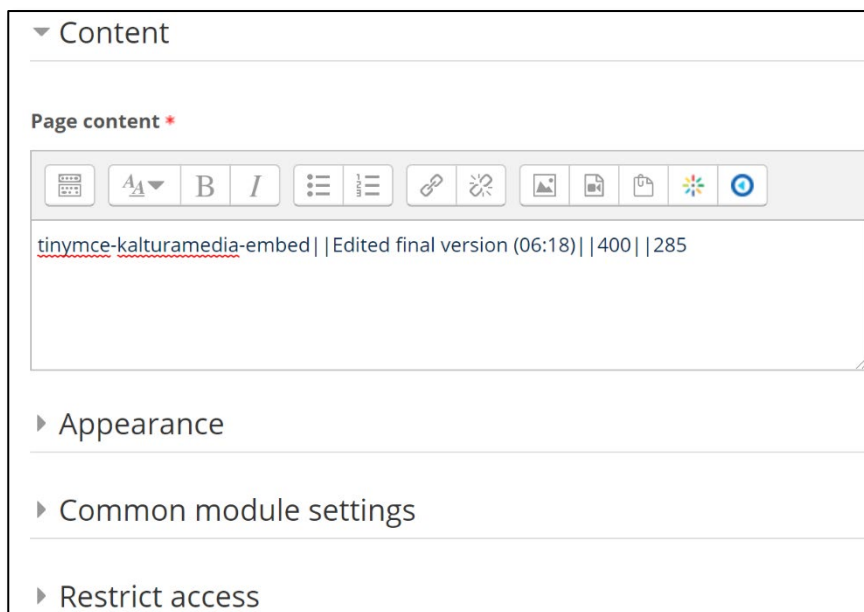 Content
Page content *
A A B I
tinymce-kalturamedia-embed||Edited final version (06:18)||400||285
Appearance
Common module settings
Restrict access